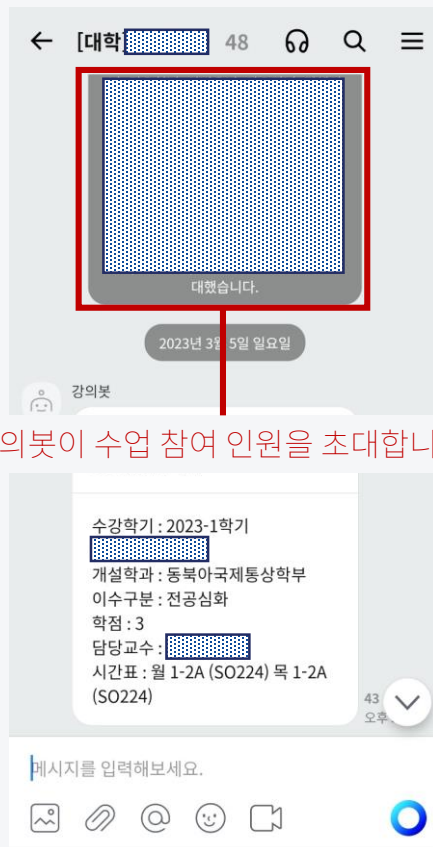 [대학 48
대했습니다.
2023년 3월 5일 일요일
강의봇
의봇이 수업 참여 인원을 초대합니
수강학기 : 2023-1학기
개설학과 : 동북아국제통상학부
이수구분 : 전공심화
학점 : 3
담당교수 :
시간표 : 월 1-2A (SO224) 목 1-2A
(SO224)
43
오후
메시지를 입력해보세요.